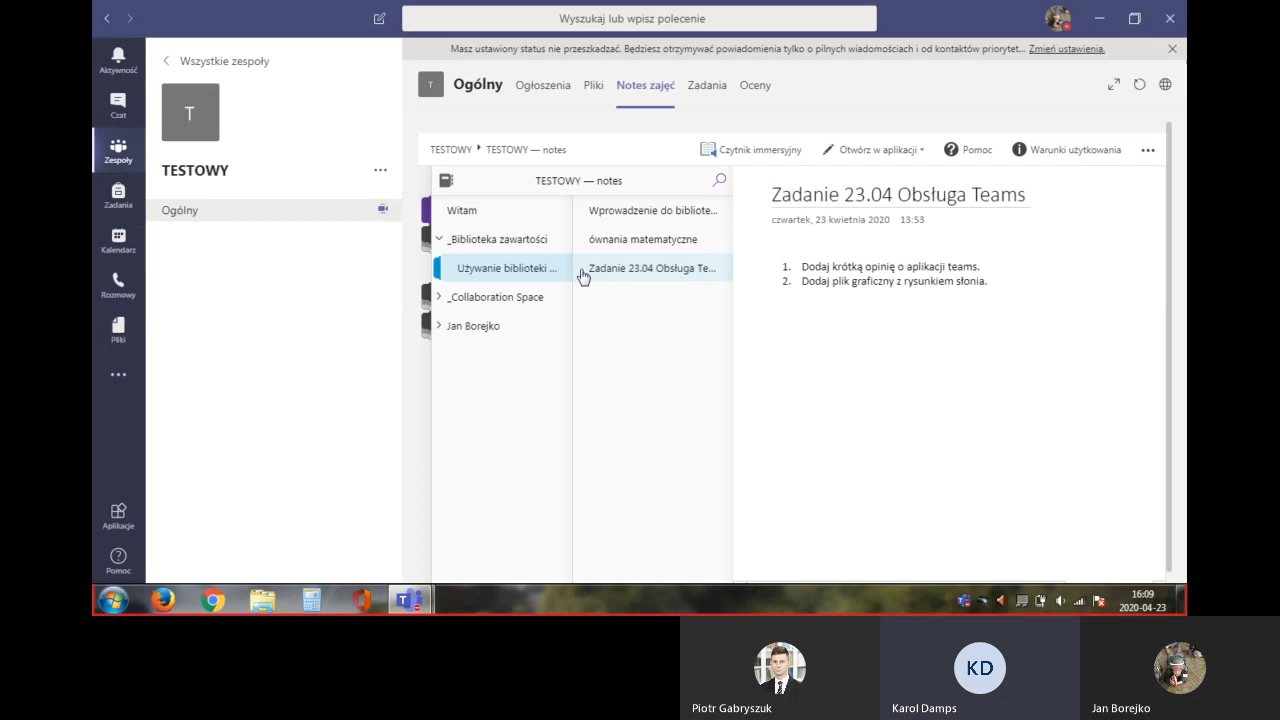 Wyszukaj lub wpisz polecenie
Masz ustawiony status nie przeszkadzać. Będziesz otrzymywać powiadomienia tylko o pilnych wiadomościach i od kontaktów priorytet... Zmień ustawienia.
Aktywność
Czat
Zespoły
Zadania
Kalendarz
Rozmowy
Pliki
Aplikacje
Pomoc
Wszystkie zespoły
T
TESTOWY
Ogólny
T
Ogólny Ogłoszenia Pliki Notes zajęć Zadania Oceny
TESTOWY TESTOWY — notes
Czytnik immersyjny Otwórz w aplikacji Pomoc Warunki użytkowania
TESTOWY — notes
Witam
_Biblioteka zawartości
Używanie biblioteki ...
_Collaboration Space
Jan Borejko
Wprowadzenie do bibliote...
ównania matematyczne
Zadanie 23.04 Obsługa Te...
Zadanie 23.04 Obsługa Teams
czwartek, 23 kwietnia 2020 13:53
1. Dodaj krótką opinię o aplikacji teams.
2. Dodaj plik graficzny z rysunkiem słonia.
16:09
2020-04-23
KD
Piotr Gabryszuk
Karol Damps
Jan Borejko